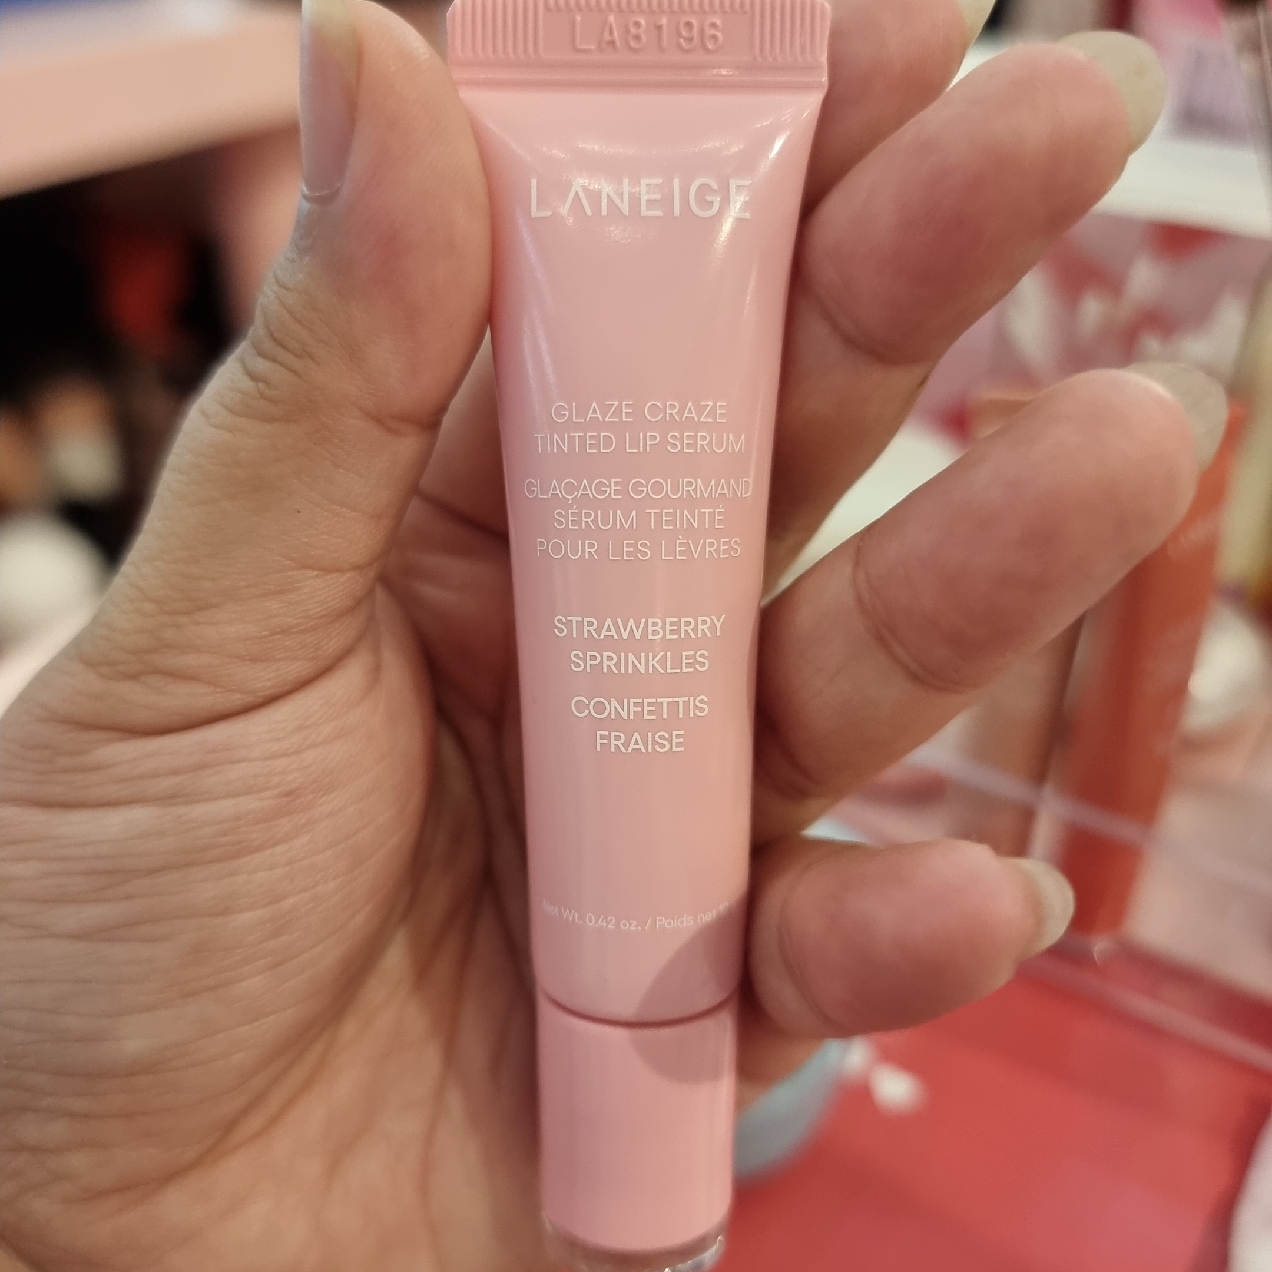 LA8196
LANEIGE
GLAZE CRAZE
TINTED LIP SERUM
GLAÇAGE GOURMAND
SÉRUM TEINTÉ
POUR LES LÈVRES
STRAWBERRY
SPRINKLES
CONFETTIS
FRAISE
Net Wt. 0.42 oz. / Poids net